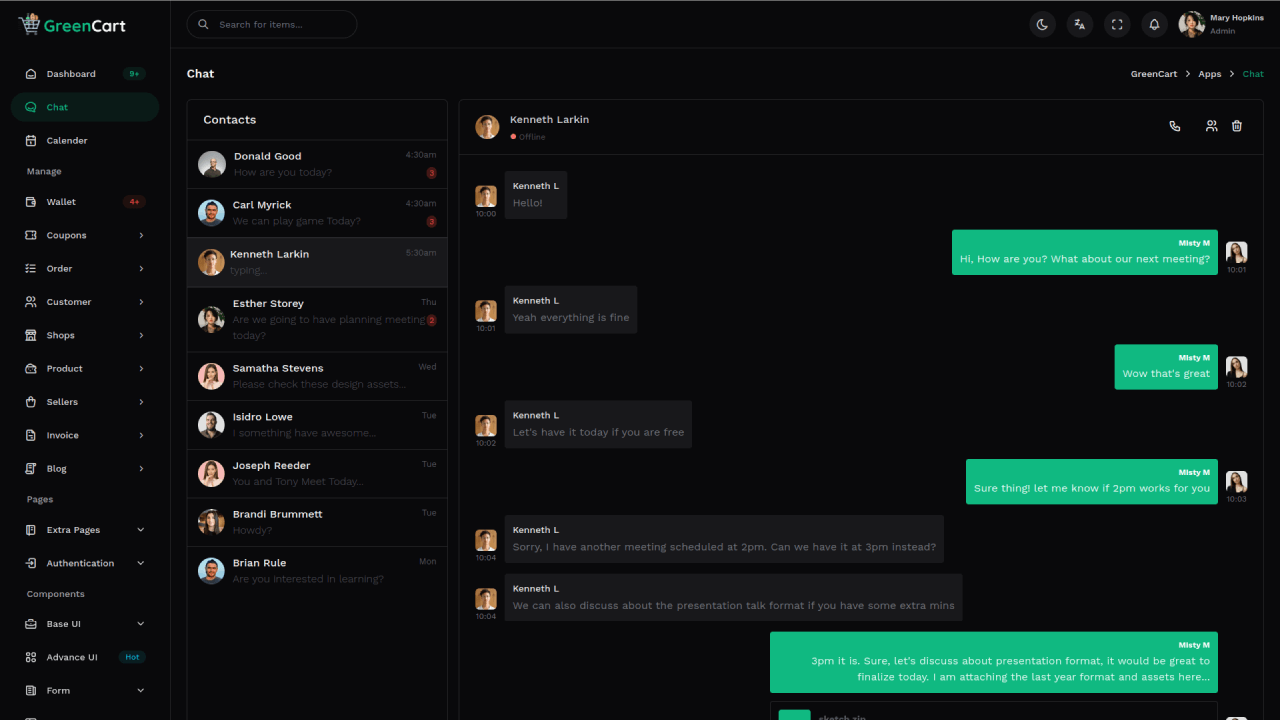 GreenCart
Search for items...
Mary Hopkins
Admin
Dashboard
9+
Chat
Calender
Manage
Wallet
4+
Coupons
Order
Customer
Shops
Product
Sellers
Invoice
Blog
Pages
Extra Pages
Authentication
Components
Base UI
Advance UI
Hot
Form
Chat
GreenCart
Apps
Chat
Contacts
Donald Good
4:30am
How are you today?
3
Carl Myrick
4:30am
We can play game Today?
3
Kenneth Larkin
5:30am
typing...
Esther Storey
Thu
Are we going to have planning meeting
2
today?
Samatha Stevens
Wed
Please check these design assets...
Isidro Lowe
Tue
I something have awesome...
Joseph Reeder
Tue
You and Tony Meet Today...
Brandi Brummett
Tue
Howdy?
Brian Rule
Mon
Are you interested in learning?
Kenneth Larkin
Offline
Kenneth L
Hello!
10:00
Misty M
Hi, How are you? What about our next meeting?
10:01
Kenneth L
Yeah everything is fine
10:01
Misty M
Wow that's great
10:02
Kenneth L
Let's have it today if you are free
10:02
Misty M
Sure thing! let me know if 2pm works for you
10:03
Kenneth L
Sorry, I have another meeting scheduled at 2pm. Can we have it at 3pm instead?
10:04
Kenneth L
We can also discuss about the presentation talk format if you have some extra mins
10:04
Misty M
3pm it is. Sure, let's discuss about presentation format, it would be great to
finalize today. I am attaching the last year format and assets here...
sketch.zip